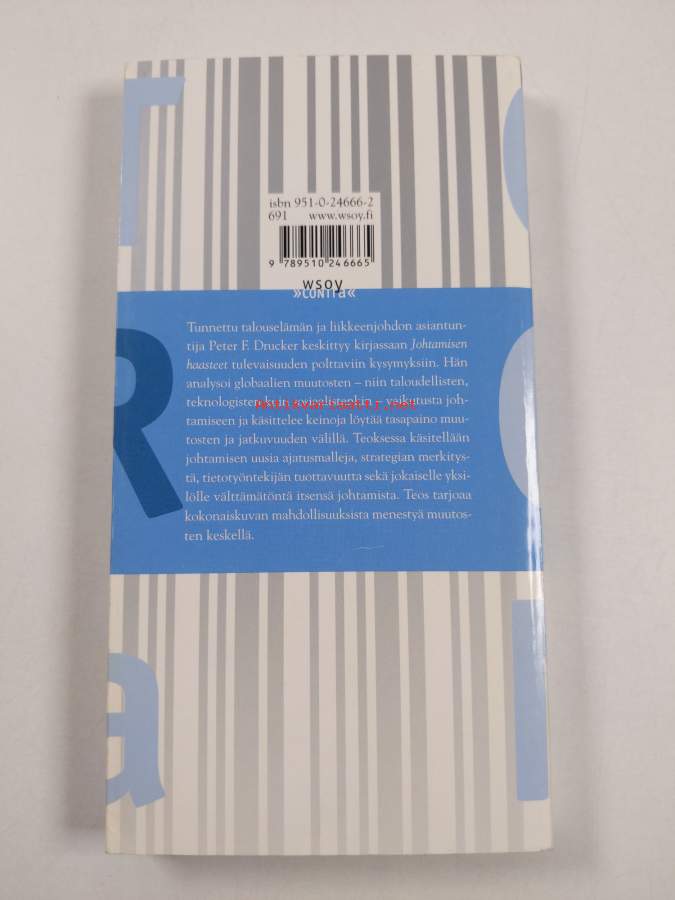 isbn 951-0-24666-2
691 www.wsoy.fi
9 789510 246665
wsoy
»CONTRa«
Tunnettu talouselämän ja liikkeenjohdon asiantun-
tija Peter F. Drucker keskittyy kirjassaan Johtamisen
haasteet tulevaisuuden polttaviin kysymyksiin. Hän
analysoi globaalien muutosten – niin taloudellisten,
teknologisten kuin sosiaalistenkin – vaikutusta joh-
tamiseen ja käsittelee keinoja löytää tasapaino muu-
tosten ja jatkuvuuden välillä. Teoksessa käsitellään
johtamisen uusia ajatusmalleja, strategian merkitys-
tä, tietotyöntekijän tuottavuutta sekä jokaiselle yksi-
lölle välttämätöntä itsensä johtamista. Teos tarjoaa
kokonaiskuvan mahdollisuuksista menestyä muutos-
ten keskellä.
T
R
a